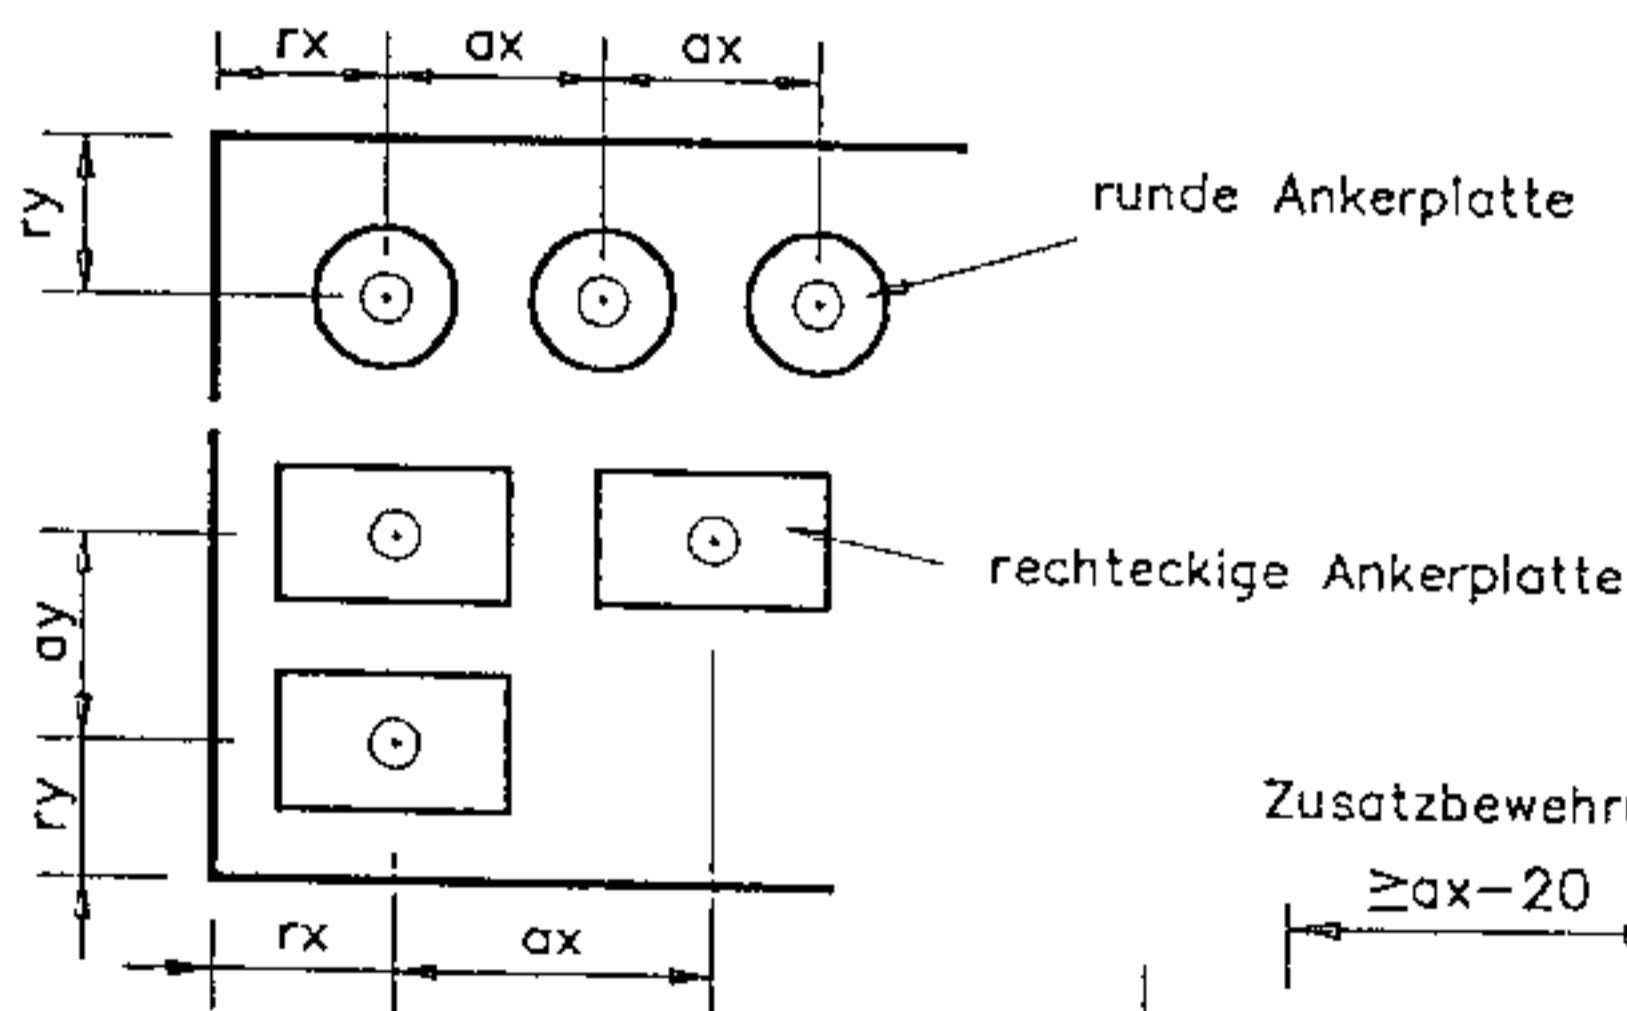 rx ax ax
ry
runde Ankerplatte
rechteckige Ankerplatte
ay
ry
Zusatzbewehr
≥ax-20
rx ax